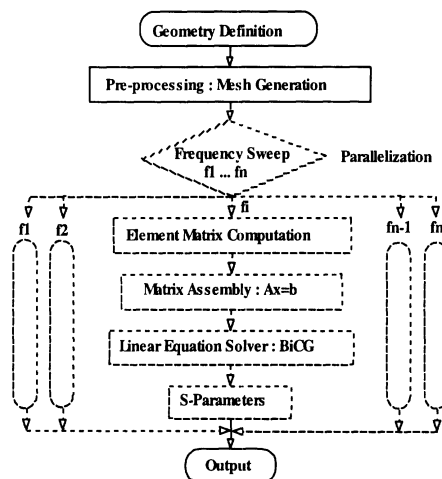 Geometry Definition
Pre-processing : Mesh Generation
Frequency Sweep
f1 ... fn
Parallelization
f1
f2
fi
fn-1
fn
Element Matrix Computation
Matrix Assembly : Ax=b
Linear Equation Solver : BiCG
S-Parameters
Output